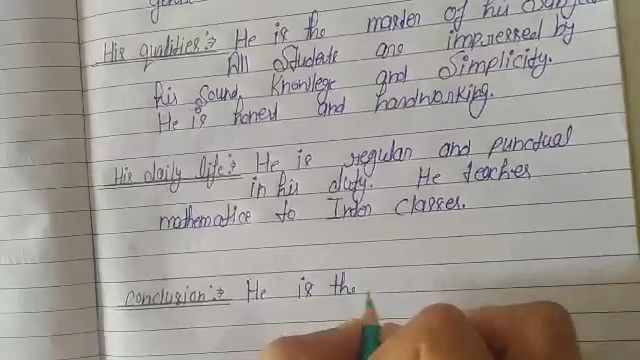 His qualities :→ He is the master of his
All Students are impressed by
his sound knowlege and Simplicity.
He is honest and hardworking.
His daily life :→ He is regular and punctual
in his duty. He teaches
mathematics to Inter Classes.
Conclusion :→ He is the